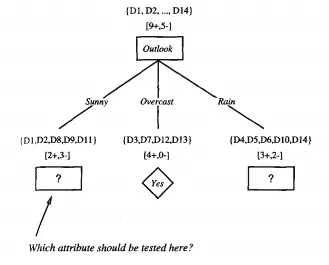 {D1, D2, ..., D14}
[9+,5-]
Outlook
Sunny
Overcast
Rain
{D1,D2,D8,D9,D11}
{D3,D7,D12,D13}
{D4,D5,D6,D10,D14}
[2+,3-]
[4+,0-]
[3+,2-]
?
Yes
?
Which attribute should be tested here?